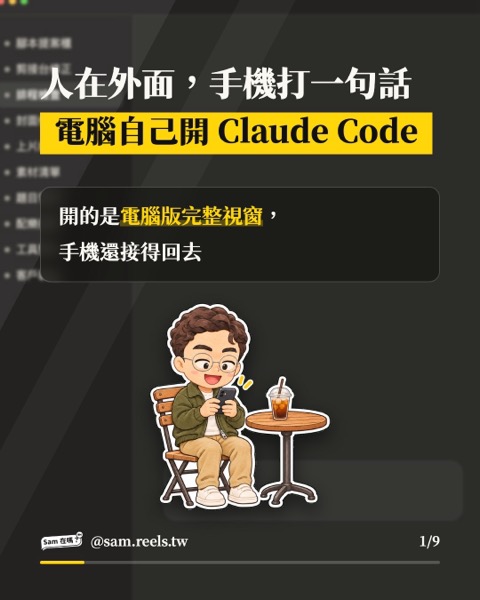 人在外面，手機打一句話
電腦自己開 Claude Code
開的是電腦版完整視窗，
手機還接得回去
Sam 在嗎
@sam.reels.tw
1/9